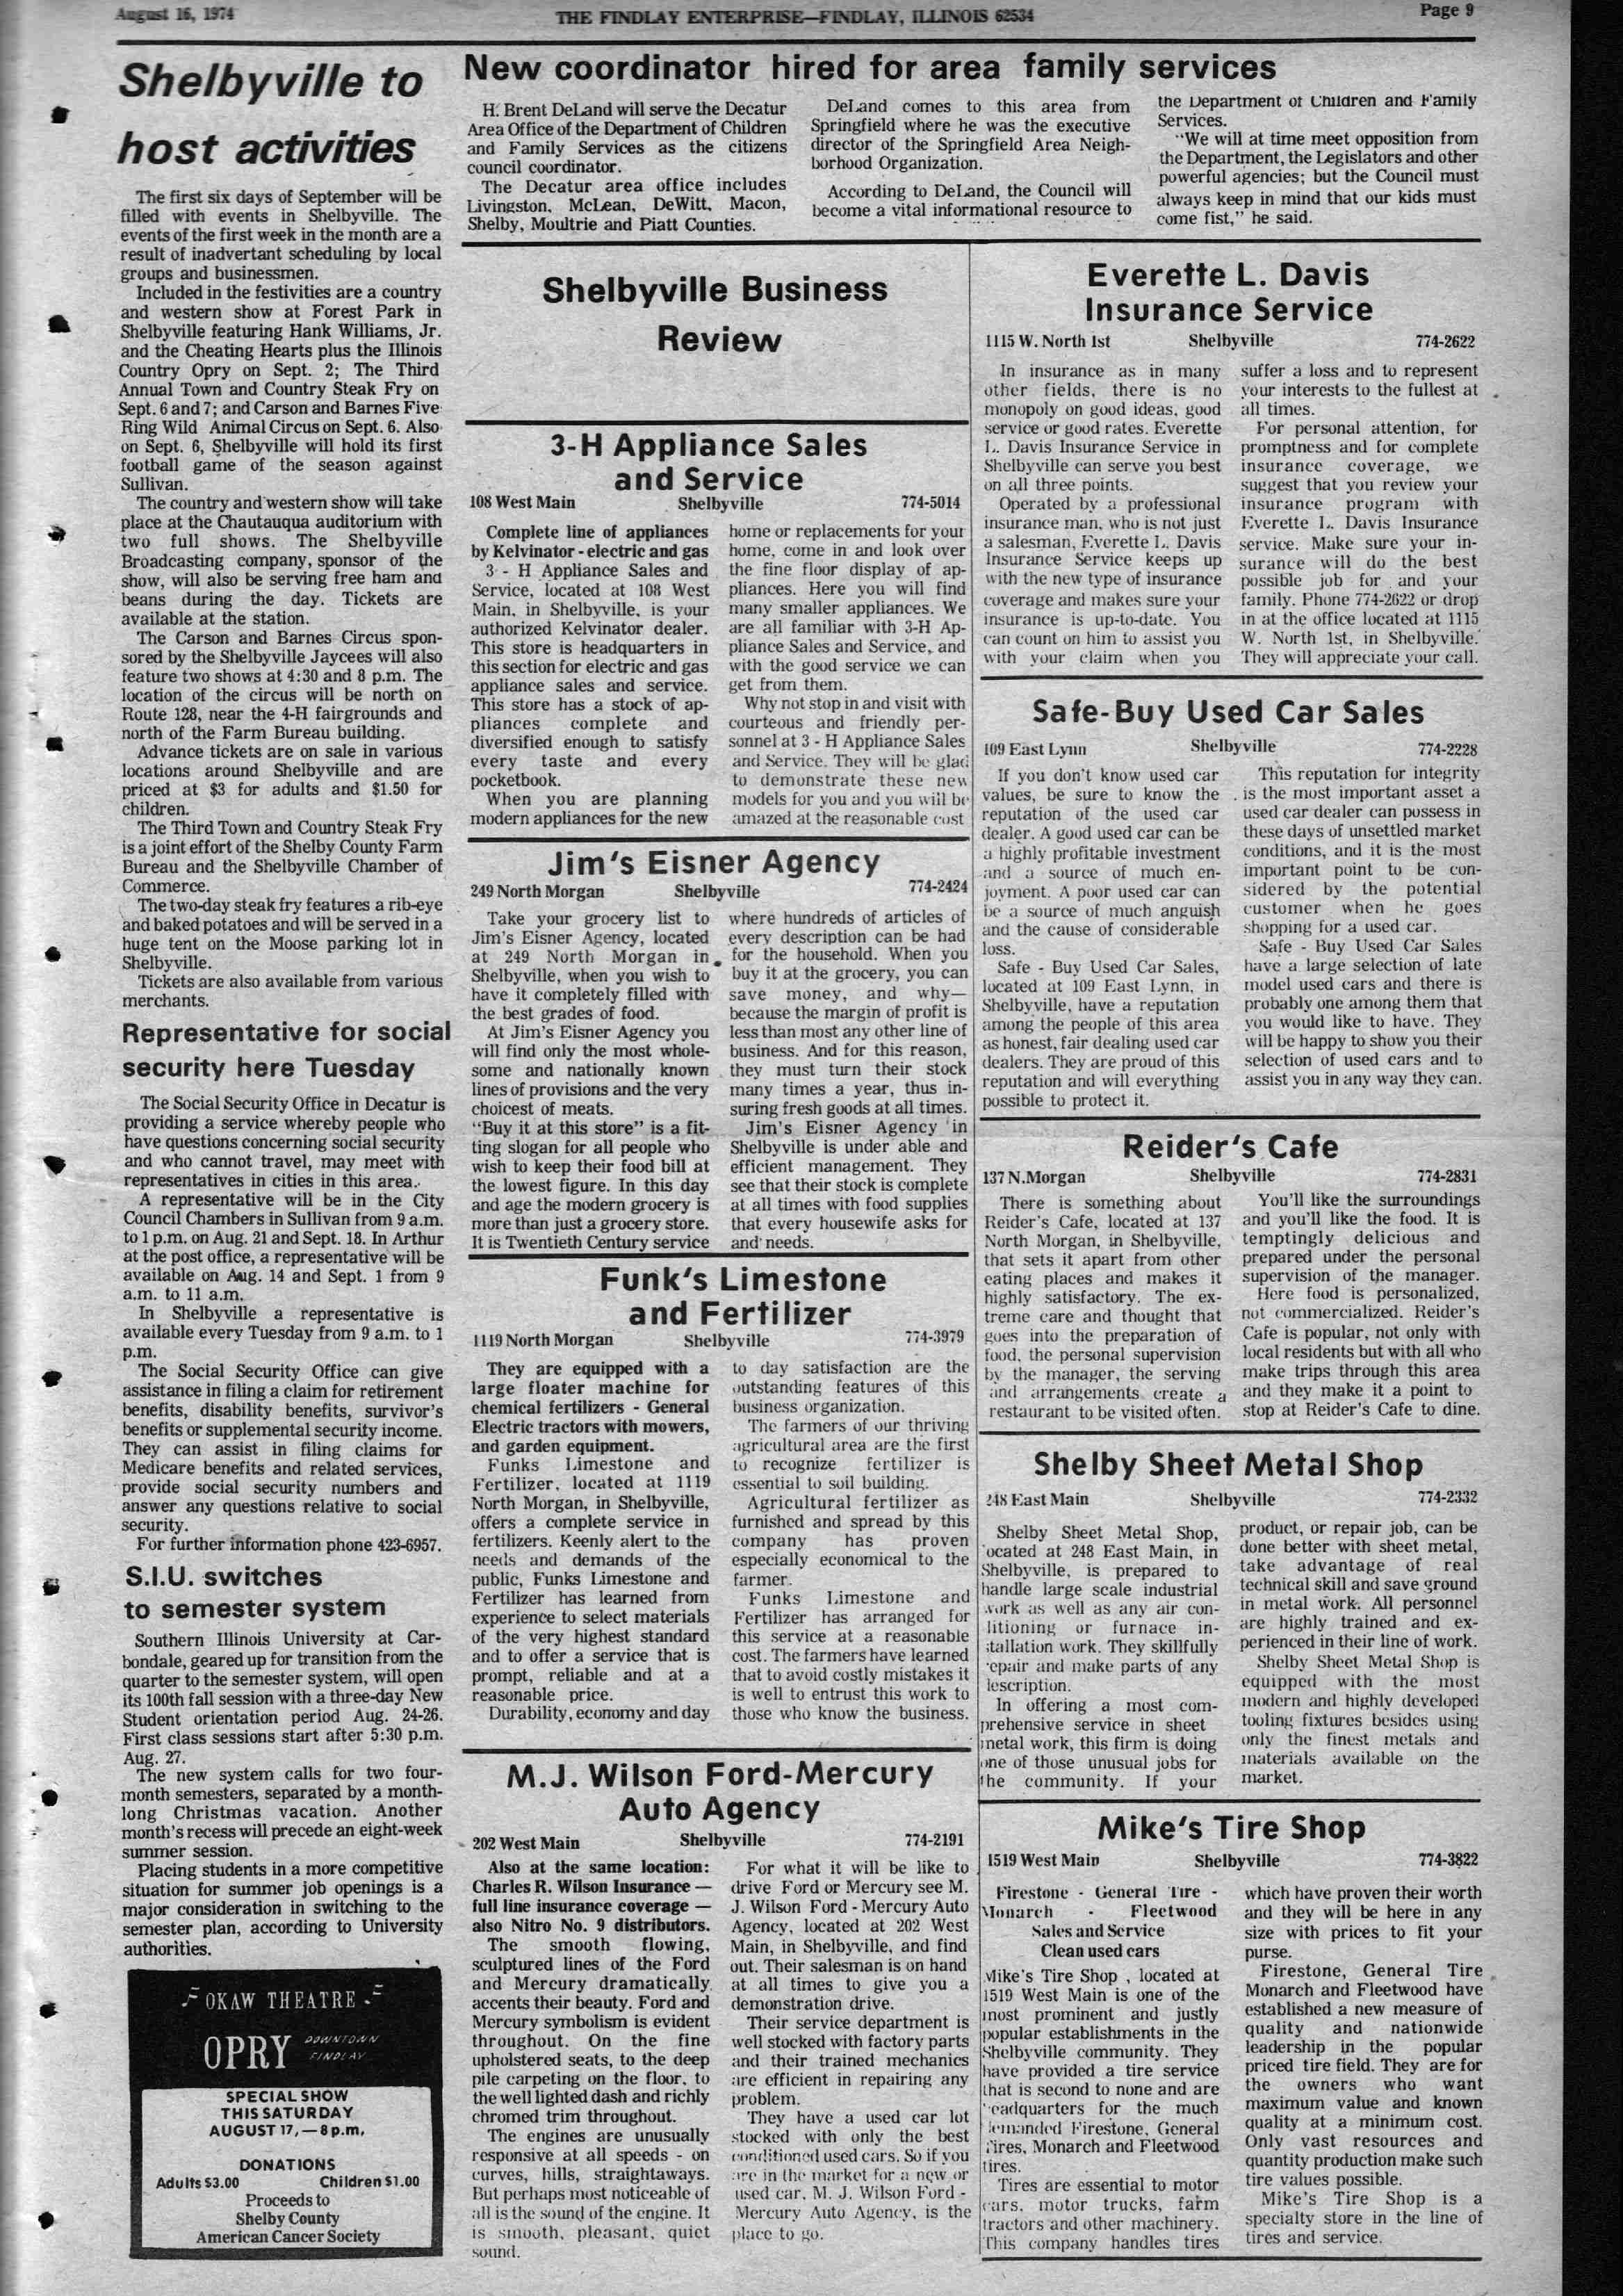 August 16, 1974
THE FINDLAY ENTERPRISE—FINDLAY, ILLINOIS 62534
Page 9
Shelbyville to
host activities
The first six days of September will be
filled with events in Shelbyville. The
events of the first week in the month are a
result of inadvertant scheduling by local
groups and businessmen.
Included in the festivities are a country
and western show at Forest Park in
Shelbyville featuring Hank Williams, Jr.
and the Cheating Hearts plus the Illinois
Country Opry on Sept. 2; The Third
Annual Town and Country Steak Fry on
Sept. 6 and 7; and Carson and Barnes Five
Ring Wild Animal Circus on Sept. 6. Also
on Sept. 6, Shelbyville will hold its first
football game of the season against
Sullivan.
The country and western show will take
place at the Chautauqua auditorium with
two full shows. The Shelbyville
Broadcasting company, sponsor of the
show, will also be serving free ham and
beans during the day. Tickets are
available at the station.
The Carson and Barnes Circus spon-
sored by the Shelbyville Jaycees will also
feature two shows at 4:30 and 8 p.m. The
location of the circus will be north on
Route 128, near the 4-H fairgrounds and
north of the Farm Bureau building.
Advance tickets are on sale in various
locations around Shelbyville and are
priced at $3 for adults and $1.50 for
children.
The Third Town and Country Steak Fry
is a joint effort of the Shelby County Farm
Bureau and the Shelbyville Chamber of
Commerce.
The two-day steak fry features a rib-eye
and baked potatoes and will be served in a
huge tent on the Moose parking lot in
Shelbyville.
Tickets are also available from various
merchants.
Representative for social
security here Tuesday
The Social Security Office in Decatur is
providing a service whereby people who
have questions concerning social security
and who cannot travel, may meet with
representatives in cities in this area.
A representative will be in the City
Council Chambers in Sullivan from 9 a.m.
to 1 p.m. on Aug. 21 and Sept. 18. In Arthur
at the post office, a representative will be
available on Aug. 14 and Sept. 1 from 9
a.m. to 11 a.m.
In Shelbyville a representative is
available every Tuesday from 9 a.m. to 1
p.m.
The Social Security Office can give
assistance in filing a claim for retirement
benefits, disability benefits, survivor's
benefits or supplemental security income.
They can assist in filing claims for
Medicare benefits and related services,
provide social security numbers and
answer any questions relative to social
security.
For further information phone 423-6957.
S.I.U. switches
to semester system
Southern Illinois University at Car-
bondale, geared up for transition from the
quarter to the semester system, will open
its 100th fall session with a three-day New
Student orientation period Aug. 24-26.
First class sessions start after 5:30 p.m.
Aug. 27.
The new system calls for two four-
month semesters, separated by a month-
long Christmas vacation. Another
month's recess will precede an eight-week
summer session.
Placing students in a more competitive
situation for summer job openings is a
major consideration in switching to the
semester plan, according to University
authorities.
OKAW THEATRE
OPRY
DOWNTOWN
FINDLAY
SPECIAL SHOW
THIS SATURDAY
AUGUST 17,—8 p.m.
DONATIONS
Adults $3.00 Children $1.00
Proceeds to
Shelby County
American Cancer Society
New coordinator hired for area family services
H. Brent DeLand will serve the Decatur
Area Office of the Department of Children
and Family Services as the citizens
council coordinator.
The Decatur area office includes
Livingston, McLean, DeWitt, Macon,
Shelby, Moultrie and Piatt Counties.
DeLand comes to this area from
Springfield where he was the executive
director of the Springfield Area Neigh-
borhood Organization.
According to DeLand, the Council will
become a vital informational resource to
the Department of Children and Family
Services.
"We will at time meet opposition from
the Department, the Legislators and other
powerful agencies; but the Council must
always keep in mind that our kids must
come fist," he said.
Shelbyville Business
Review
3-H Appliance Sales
and Service
108 West Main Shelbyville 774-5014
Complete line of appliances
by Kelvinator - electric and gas
3 - H Appliance Sales and
Service, located at 108 West
Main, in Shelbyville, is your
authorized Kelvinator dealer.
This store is headquarters in
this section for electric and gas
appliance sales and service.
This store has a stock of ap-
pliances complete and
diversified enough to satisfy
every taste and every
pocketbook.
When you are planning
modern appliances for the new
home or replacements for your
home, come in and look over
the fine floor display of ap-
pliances. Here you will find
many smaller appliances. We
are all familiar with 3-H Ap-
pliance Sales and Service, and
with the good service we can
get from them.
Why not stop in and visit with
courteous and friendly per-
sonnel at 3 - H Appliance Sales
and Service. They will be glad
to demonstrate these new
models for you and you will be
amazed at the reasonable cost
Jim's Eisner Agency
249 North Morgan Shelbyville 774-2424
Take your grocery list to
Jim's Eisner Agency, located
at 249 North Morgan in
Shelbyville, when you wish to
have it completely filled with
the best grades of food.
At Jim's Eisner Agency you
will find only the most whole-
some and nationally known
lines of provisions and the very
choicest of meats.
"Buy it at this store" is a fit-
ting slogan for all people who
wish to keep their food bill at
the lowest figure. In this day
and age the modern grocery is
more than just a grocery store.
It is Twentieth Century service
where hundreds of articles of
every description can be had
for the household. When you
buy it at the grocery, you can
save money, and why—
because the margin of profit is
less than most any other line of
business. And for this reason,
they must turn their stock
many times a year, thus in-
suring fresh goods at all times.
Jim's Eisner Agency in
Shelbyville is under able and
efficient management. They
see that their stock is complete
at all times with food supplies
that every housewife asks for
and needs.
Funk's Limestone
and Fertilizer
1119 North Morgan Shelbyville 774-3979
They are equipped with a
large floater machine for
chemical fertilizers - General
Electric tractors with mowers,
and garden equipment.
Funks Limestone and
Fertilizer, located at 1119
North Morgan, in Shelbyville,
offers a complete service in
fertilizers. Keenly alert to the
needs and demands of the
public, Funks Limestone and
Fertilizer has learned from
experience to select materials
of the very highest standard
and to offer a service that is
prompt, reliable and at a
reasonable price.
Durability, economy and day
to day satisfaction are the
outstanding features of this
business organization.
The farmers of our thriving
agricultural area are the first
to recognize fertilizer is
essential to soil building.
Agricultural fertilizer as
furnished and spread by this
company has proven
especially economical to the
farmer.
Funks Limestone and
Fertilizer has arranged for
this service at a reasonable
cost. The farmers have learned
that to avoid costly mistakes it
is well to entrust this work to
those who know the business.
M.J. Wilson Ford-Mercury
Auto Agency
202 West Main Shelbyville 774-2191
Also at the same location:
Charles R. Wilson Insurance —
full line insurance coverage —
also Nitro No. 9 distributors.
The smooth flowing,
sculptured lines of the Ford
and Mercury dramatically
accents their beauty. Ford and
Mercury symbolism is evident
throughout. On the fine
upholstered seats, to the deep
pile carpeting on the floor, to
the well lighted dash and richly
chromed trim throughout.
The engines are unusually
responsive at all speeds - on
curves, hills, straightaways.
But perhaps most noticeable of
all is the sound of the engine. It
is smooth, pleasant, quiet
sound.
For what it will be like to
drive Ford or Mercury see M.
J. Wilson Ford - Mercury Auto
Agency, located at 202 West
Main, in Shelbyville, and find
out. Their salesman is on hand
at all times to give you a
demonstration drive.
Their service department is
well stocked with factory parts
and their trained mechanics
are efficient in repairing any
problem.
They have a used car lot
stocked with only the best
conditioned used cars. So if you
are in the market for a new or
used car, M. J. Wilson Ford -
Mercury Auto Agency, is the
place to go.
Everette L. Davis
Insurance Service
1115 W. North 1st Shelbyville 774-2622
In insurance as in many
other fields, there is no
monopoly on good ideas, good
service or good rates. Everette
L. Davis Insurance Service in
Shelbyville can serve you best
on all three points.
Operated by a professional
insurance man, who is not just
a salesman, Everette L. Davis
Insurance Service keeps up
with the new type of insurance
coverage and makes sure your
insurance is up-to-date. You
can count on him to assist you
with your claim when you
suffer a loss and to represent
your interests to the fullest at
all times.
For personal attention, for
promptness and for complete
insurance coverage, we
suggest that you review your
insurance program with
Everette L. Davis Insurance
service. Make sure your in-
surance will do the best
possible job for and your
family. Phone 774-2622 or drop
in at the office located at 1115
W. North 1st, in Shelbyville.
They will appreciate your call.
Safe-Buy Used Car Sales
109 East Lynn Shelbyville 774-2228
If you don't know used car
values, be sure to know the
reputation of the used car
dealer. A good used car can be
a highly profitable investment
and a source of much en-
joyment. A poor used car can
be a source of much anguish
and the cause of considerable
loss.
Safe - Buy Used Car Sales,
located at 109 East Lynn, in
Shelbyville, have a reputation
among the people of this area
as honest, fair dealing used car
dealers. They are proud of this
reputation and will everything
possible to protect it.
This reputation for integrity
is the most important asset a
used car dealer can possess in
these days of unsettled market
conditions, and it is the most
important point to be con-
sidered by the potential
customer when he goes
shopping for a used car.
Safe - Buy Used Car Sales
have a large selection of late
model used cars and there is
probably one among them that
you would like to have. They
will be happy to show you their
selection of used cars and to
assist you in any way they can.
Reider's Cafe
137 N.Morgan Shelbyville 774-2831
There is something about
Reider's Cafe, located at 137
North Morgan, in Shelbyville,
that sets it apart from other
eating places and makes it
highly satisfactory. The ex-
treme care and thought that
goes into the preparation of
food, the personal supervision
by the manager, the serving
and arrangements create a
restaurant to be visited often.
You'll like the surroundings
and you'll like the food. It is
temptingly delicious and
prepared under the personal
supervision of the manager.
Here food is personalized,
not commercialized. Reider's
Cafe is popular, not only with
local residents but with all who
make trips through this area
and they make it a point to
stop at Reider's Cafe to dine.
Shelby Sheet Metal Shop
248 East Main Shelbyville 774-2332
Shelby Sheet Metal Shop,
located at 248 East Main, in
Shelbyville, is prepared to
handle large scale industrial
work as well as any air con-
ditioning or furnace in-
stallation work. They skillfully
repair and make parts of any
description.
In offering a most com-
prehensive service in sheet
metal work, this firm is doing
one of those unusual jobs for
the community. If your
product, or repair job, can be
done better with sheet metal,
take advantage of real
technical skill and save ground
in metal work. All personnel
are highly trained and ex-
perienced in their line of work.
Shelby Sheet Metal Shop is
equipped with the most
modern and highly developed
tooling fixtures besides using
only the finest metals and
materials available on the
market.
Mike's Tire Shop
1519 West Main Shelbyville 774-3822
Firestone - General Tire -
Monarch - Fleetwood
Sales and Service
Clean used cars
Mike's Tire Shop , located at
1519 West Main is one of the
most prominent and justly
popular establishments in the
Shelbyville community. They
have provided a tire service
that is second to none and are
headquarters for the much
demanded Firestone, General
Tires, Monarch and Fleetwood
tires.
Tires are essential to motor
cars, motor trucks, farm
tractors and other machinery.
This company handles tires
which have proven their worth
and they will be here in any
size with prices to fit your
purse.
Firestone, General Tire
Monarch and Fleetwood have
established a new measure of
quality and nationwide
leadership in the popular
priced tire field. They are for
the owners who want
maximum value and known
quality at a minimum cost.
Only vast resources and
quantity production make such
tire values possible.
Mike's Tire Shop is a
specialty store in the line of
tires and service.